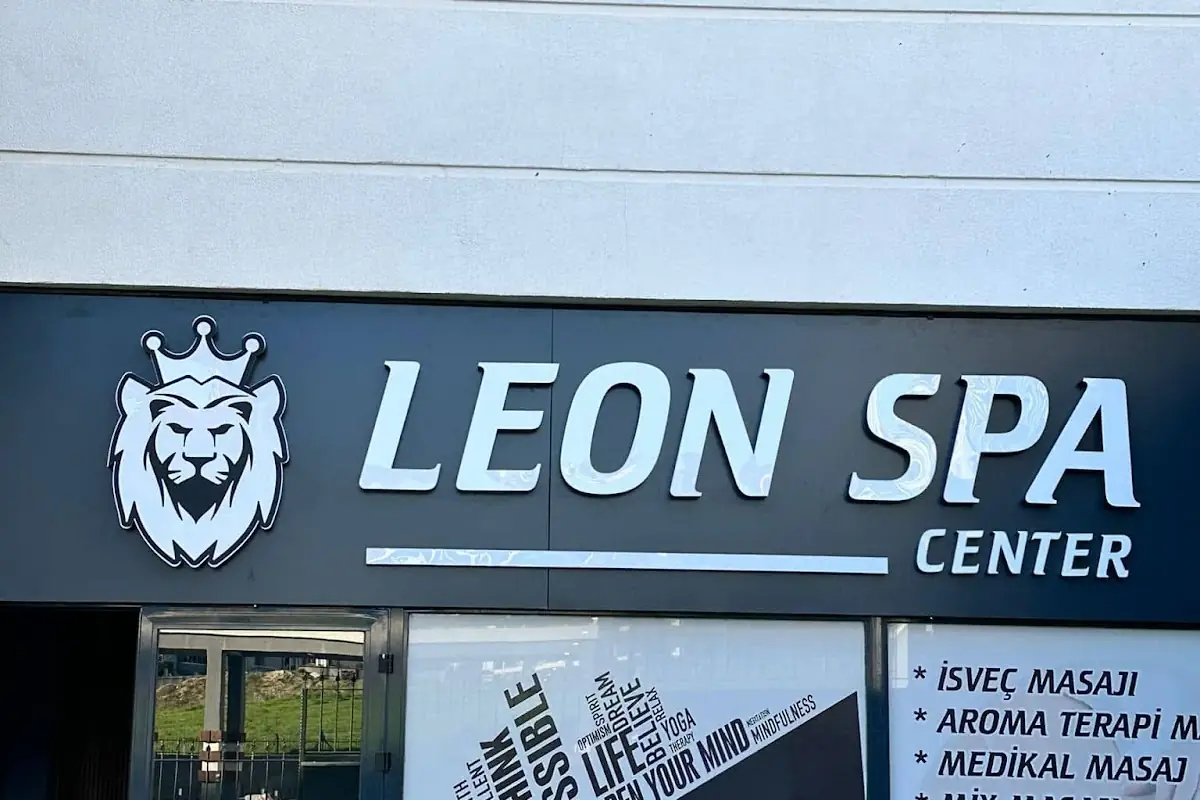 LEON SPA
CENTER
THINK
SPIRIT
OPTIMISM
DREAM
LIFE
BELIEVE
RELAX
YOGA
THERAPY
YOUR MIND
MEDITATION
MINDFULNESS
* İSVEÇ MASAJI
* AROMA TERAPİ
* MEDİKAL MASAJ